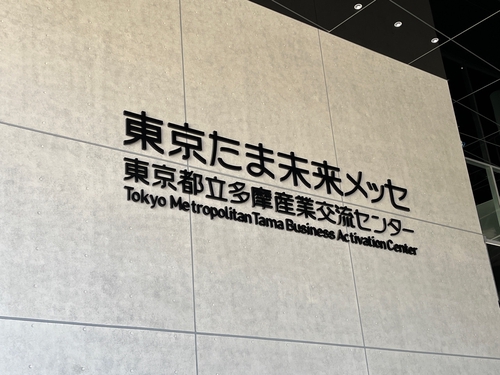 東京たま未来メッセ
東京都立多摩産業交流センター
Tokyo Metropolitan Tama Business Activation Center